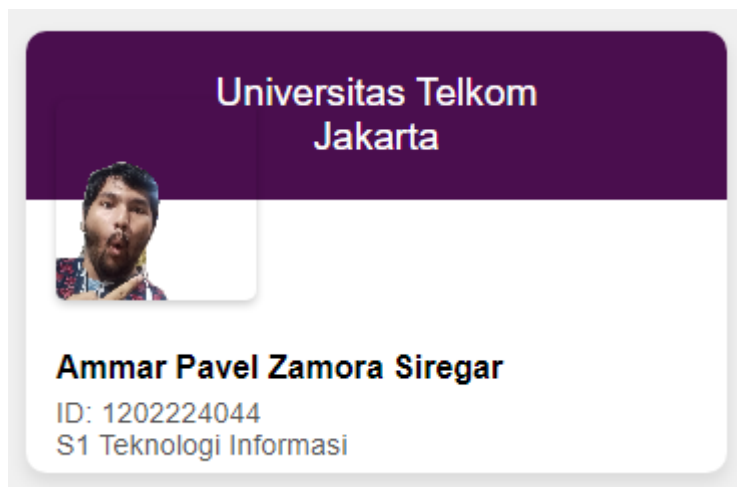 Universitas Telkom
Jakarta
Ammar Pavel Zamora Siregar
ID: 1202224044
S1 Teknologi Informasi